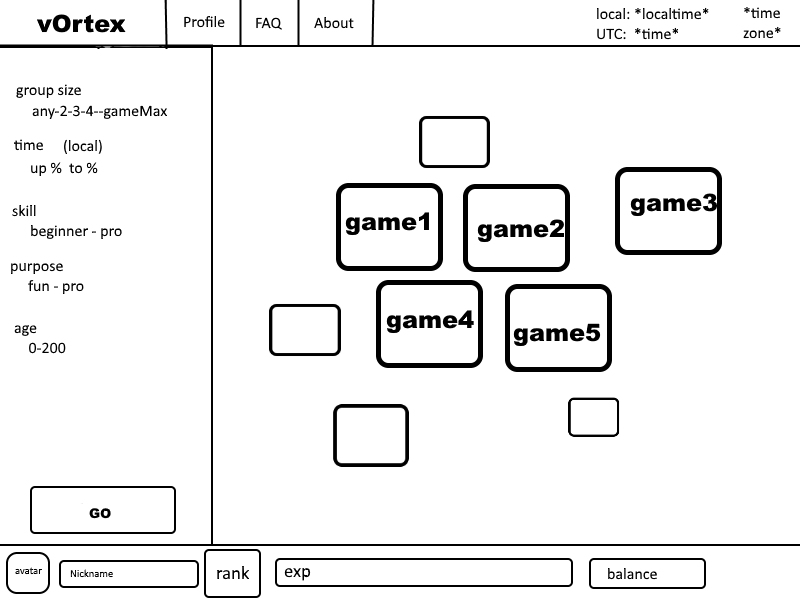 vOrtex
Profile
FAQ
About
local: *localtime*
UTC: *time*
*time
zone*
group size
any-2-3-4--gameMax
time (local)
up % to %
skill
beginner - pro
purpose
fun - pro
age
0-200
GO
game1
game2
game3
game4
game5
avatar
Nickname
rank
exp
balance